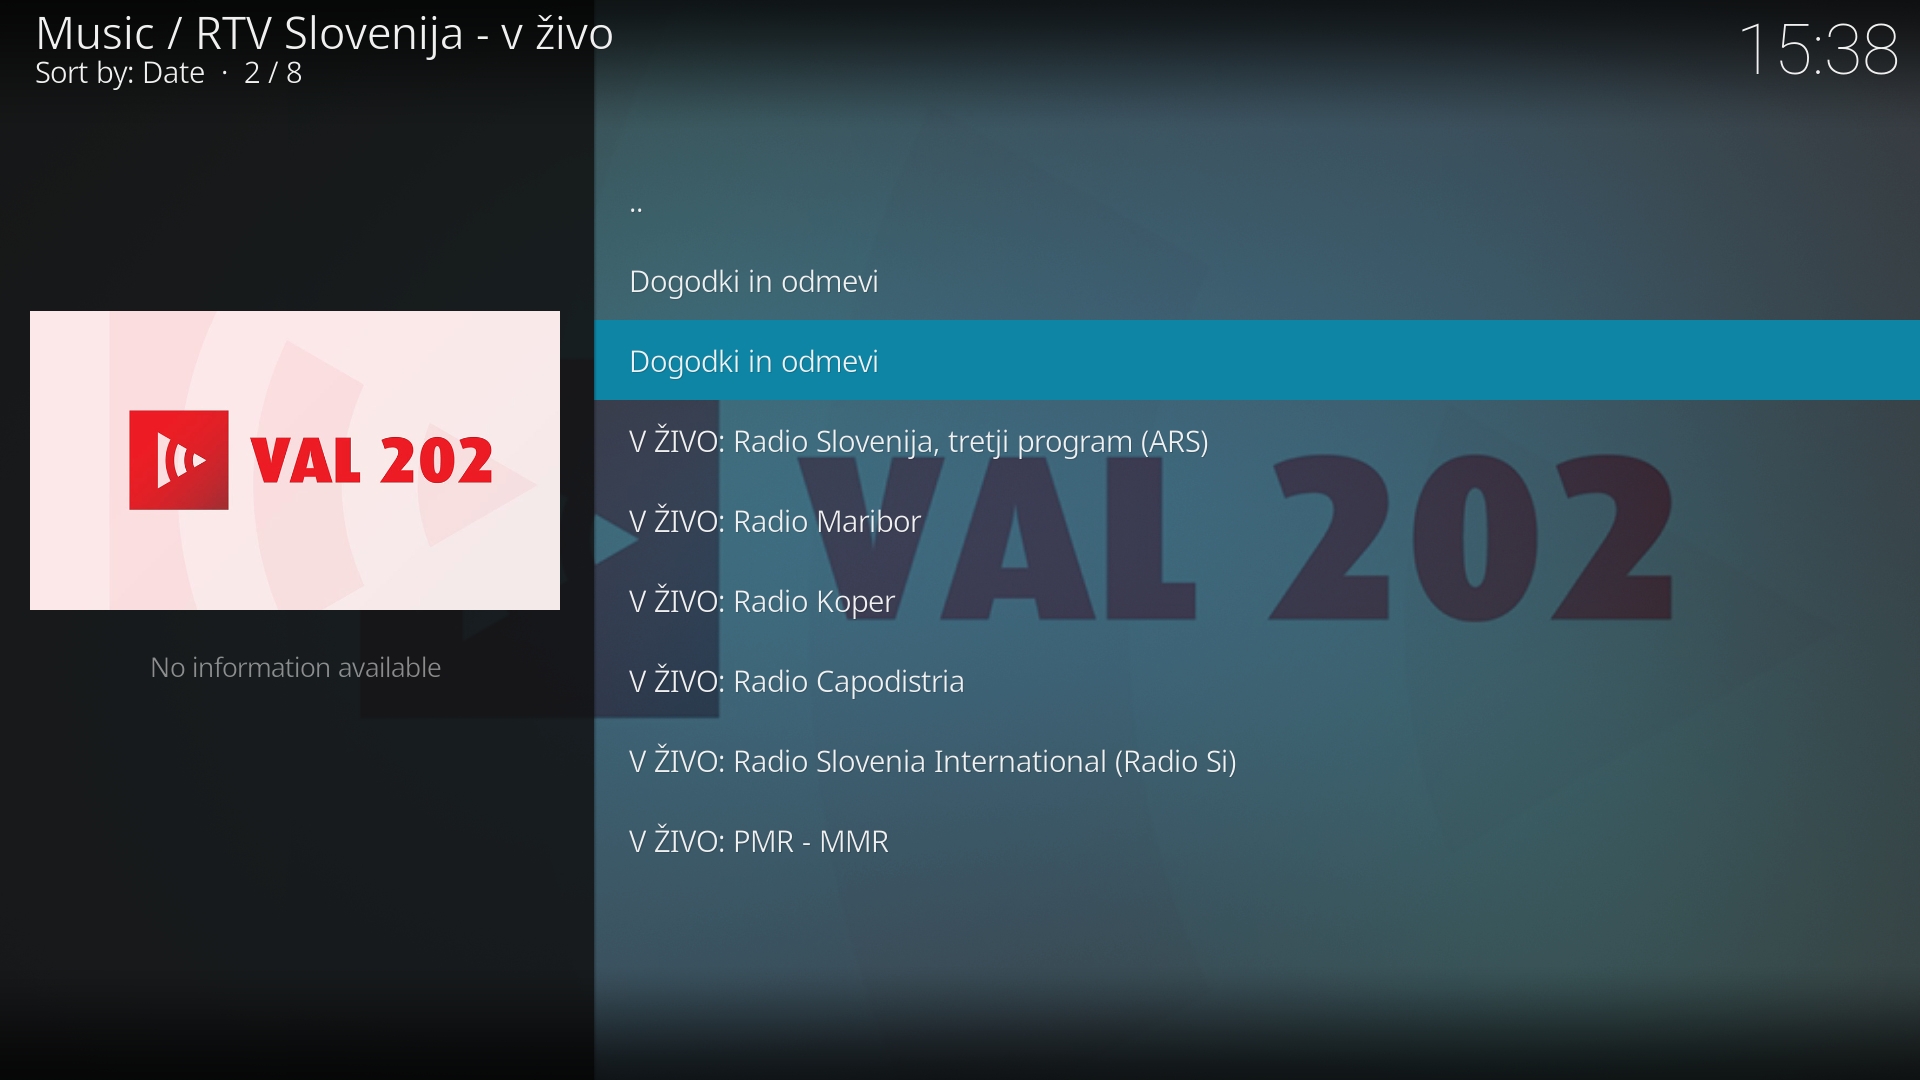 Music / RTV Slovenija - v živo
Sort by: Date · 2 / 8
15:38
..
Dogodki in odmevi
Dogodki in odmevi
V ŽIVO: Radio Slovenija, tretji program (ARS)
V ŽIVO: Radio Maribor
V ŽIVO: Radio Koper
V ŽIVO: Radio Capodistria
V ŽIVO: Radio Slovenia International (Radio Si)
V ŽIVO: PMR - MMR
VAL 202
No information available
VAL 202